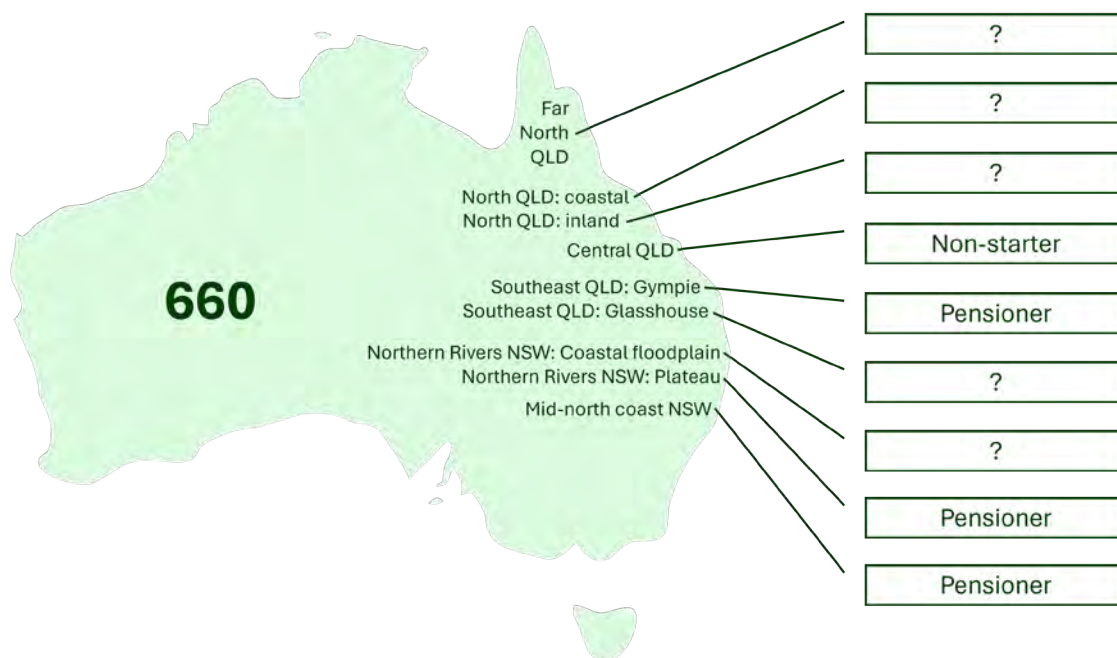 ?
Far
North
QLD
?
?
North QLD: coastal
North QLD: inland
Central QLD
Non-starter
660
Southeast QLD: Gympie
Southeast QLD: Glasshouse
Pensioner
Northern Rivers NSW: Coastal floodplain
Northern Rivers NSW: Plateau
?
Mid-north coast NSW
?
Pensioner
Pensioner